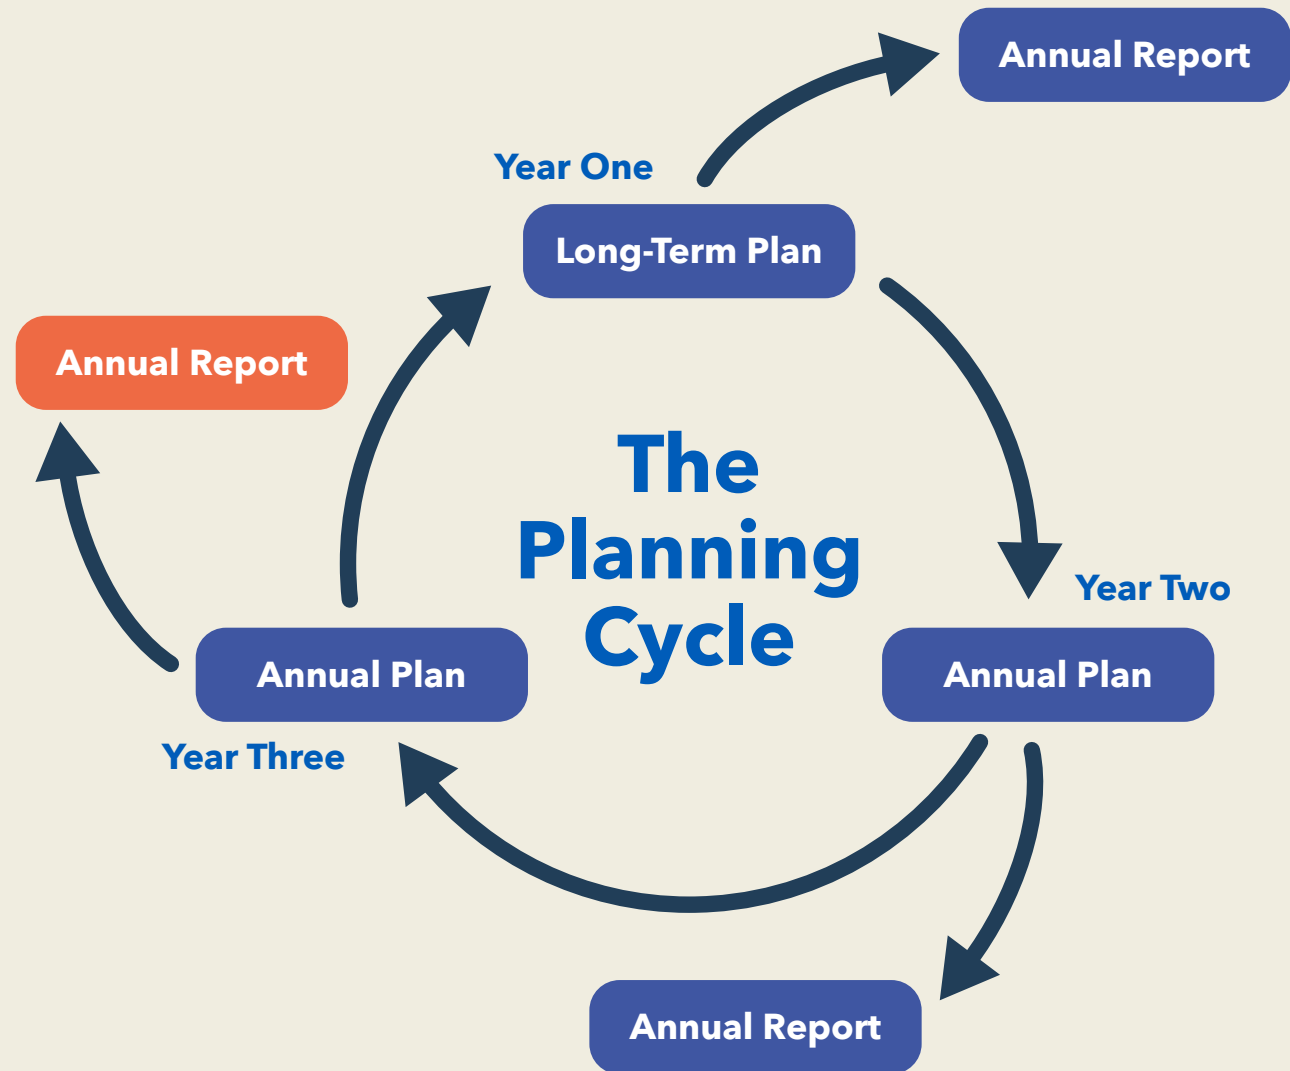 Annual Report
Year One
Long-Term Plan
Annual Report
The
Planning
Cycle
Year Two
Annual Plan
Annual Plan
Year Three
Annual Report